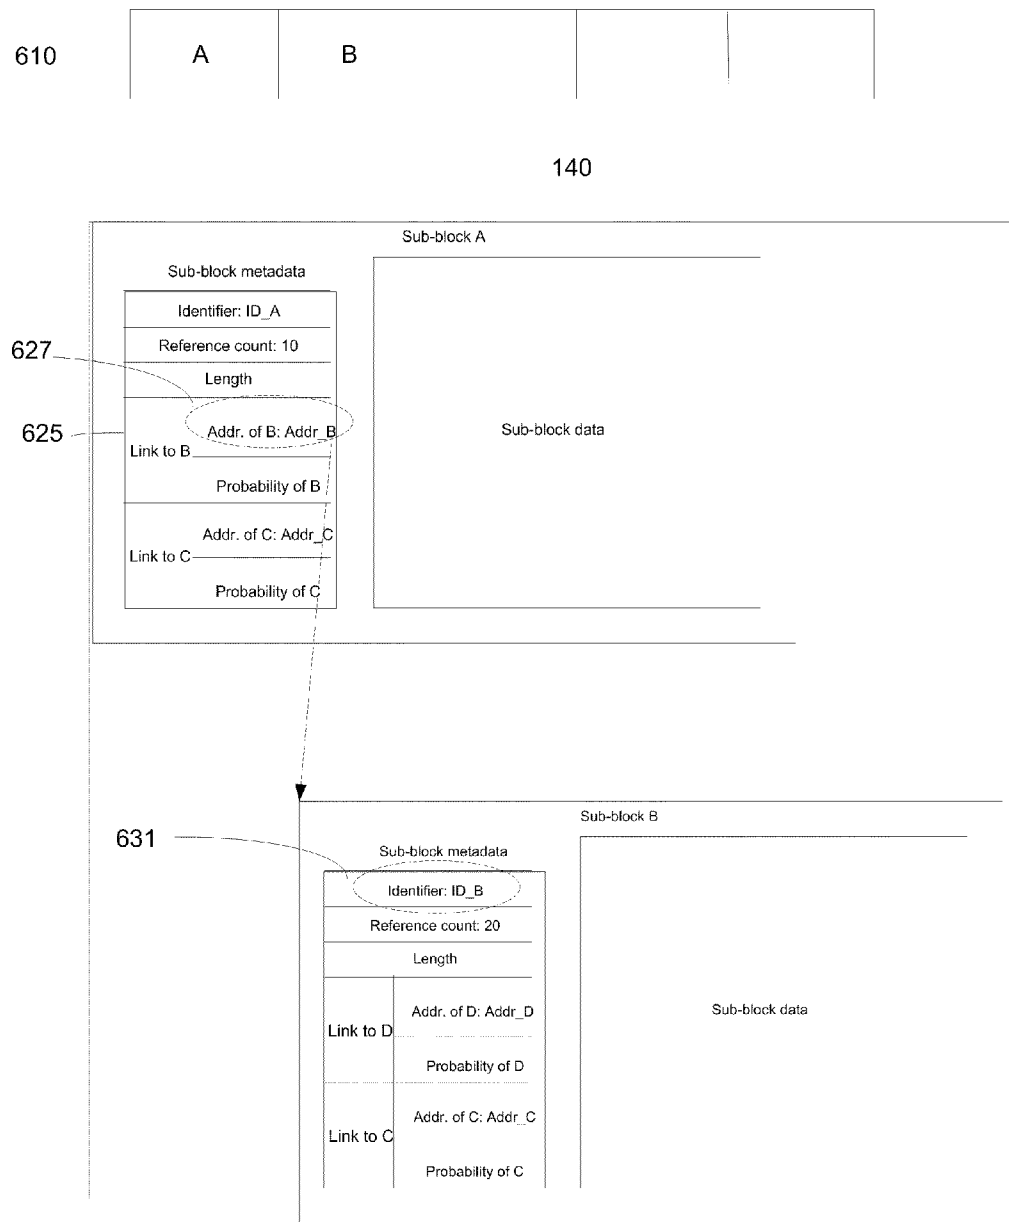 610
A
B
140
Sub-block A
Sub-block metadata
Identifier: ID_A
Reference count: 10
627
Length
625
Addr. of B: Addr_B
Sub-block data
Link to B
Probability of B
Addr. of C: Addr_C
Link to C
Probability of C
Sub-block B
631
Sub-block metadata
Identifier: ID_B
Reference count: 20
Length
Addr. of D: Addr_D
Sub-block data
Link to D
Probability of D
Addr. of C: Addr_C
Link to C
Probability of C